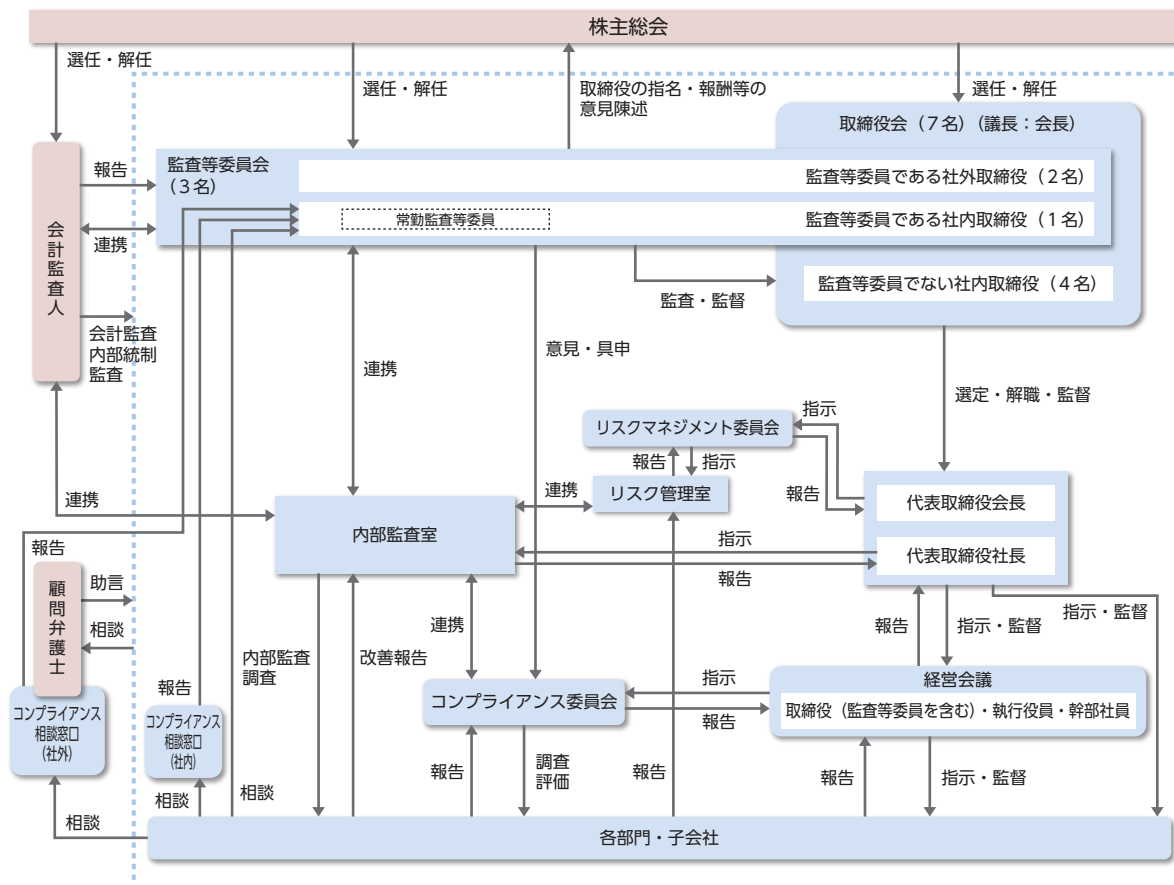 株主総会
選任・解任
選任・解任
取締役の指名・報酬等の
意見陳述
選任・解任
取締役会（7名）（議長：会長）
監査等委員会
（3名）
監査等委員である社外取締役（2名）
常勤監査等委員
監査等委員である社内取締役（1名）
監査等委員でない社内取締役（4名）
報告
連携
会計監査人
会計監査
内部統制
監査
監査・監督
意見・具申
連携
選定・解職・監督
指示
リスクマネジメント委員会
報告
指示
報告
連携
リスク管理室
連携
内部監査室
代表取締役会長
代表取締役社長
指示
報告
報告
顧問弁護士
助言
相談
連携
報告
指示・監督
指示・監督
内部監査
調査
改善報告
報告
コンプライアンス
相談窓口
（社外）
コンプライアンス
相談窓口
（社内）
コンプライアンス委員会
指示
報告
経営会議
取締役（監査等委員を含む）・執行役員・幹部社員
相談
相談
相談
報告
調査
評価
報告
報告
指示・監督
各部門・子会社